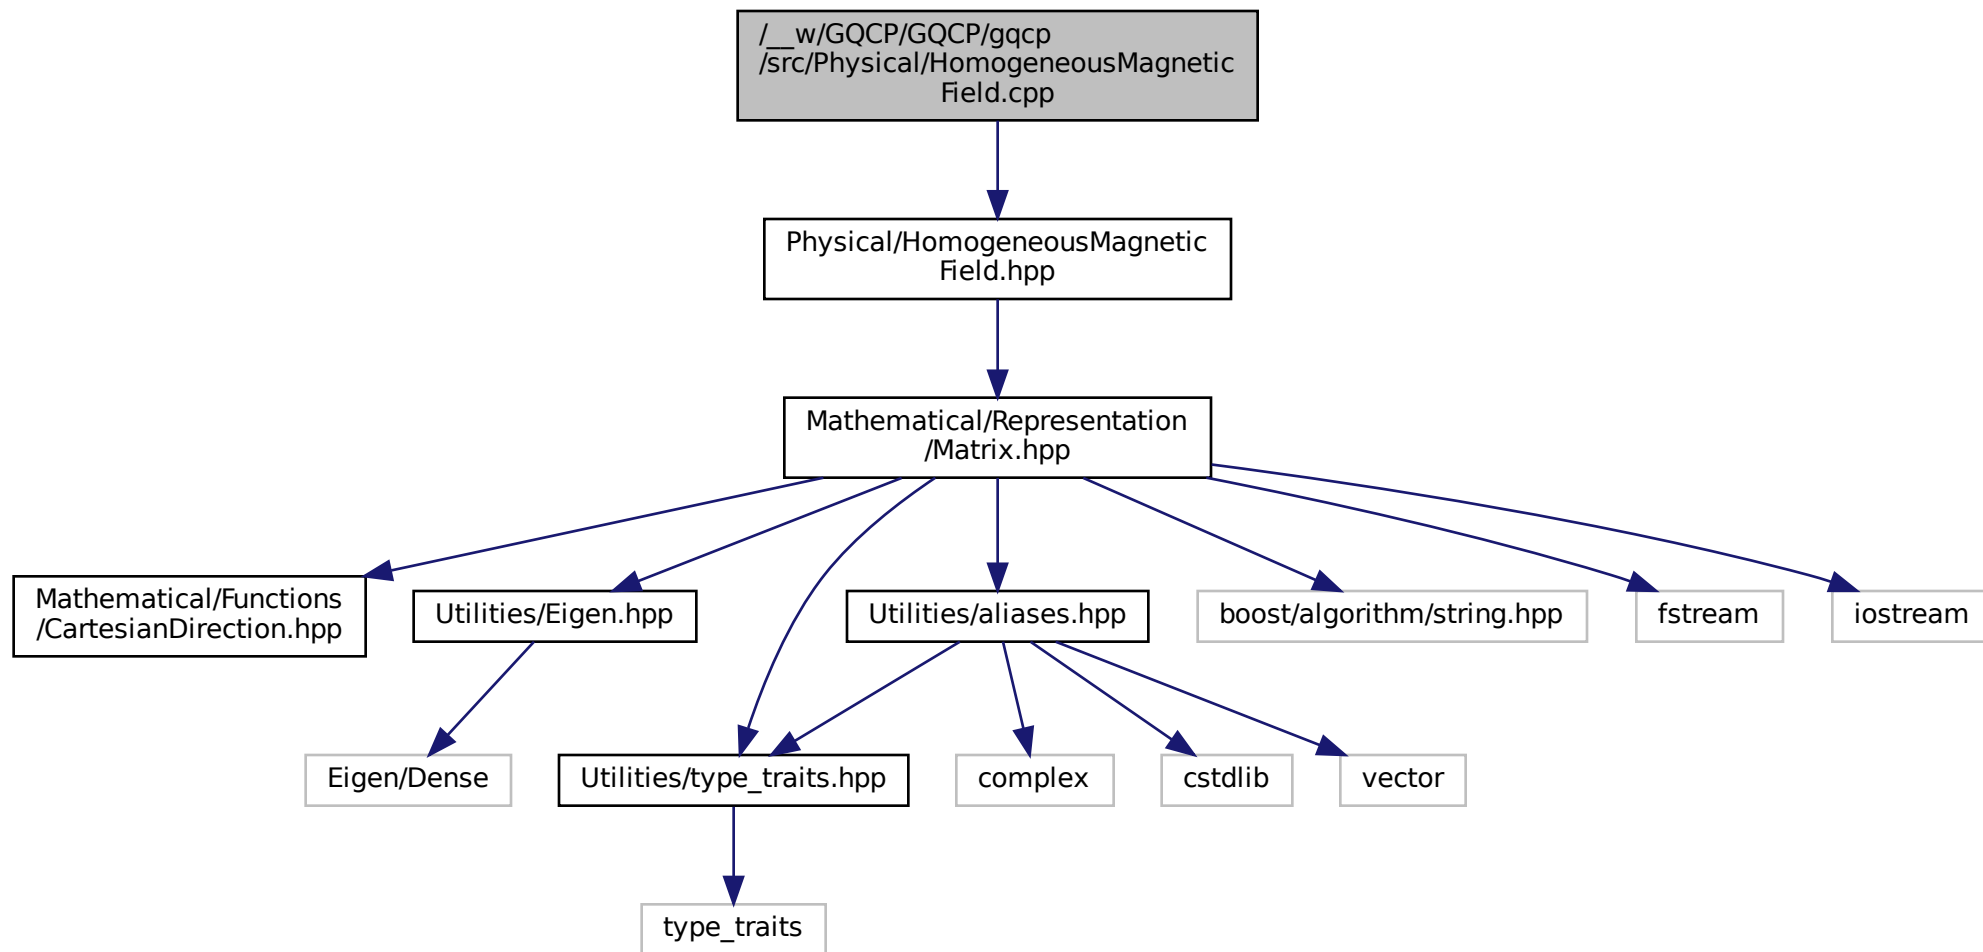 /__w/GQCP/GQCP/gqcp
/src/Physical/HomogeneousMagnetic
Field.cpp
Physical/HomogeneousMagnetic
Field.hpp
Mathematical/Representation
/Matrix.hpp
Mathematical/Functions
/CartesianDirection.hpp
Utilities/Eigen.hpp
Utilities/aliases.hpp
boost/algorithm/string.hpp
fstream
iostream
Eigen/Dense
Utilities/type_traits.hpp
complex
cstdlib
vector
type_traits